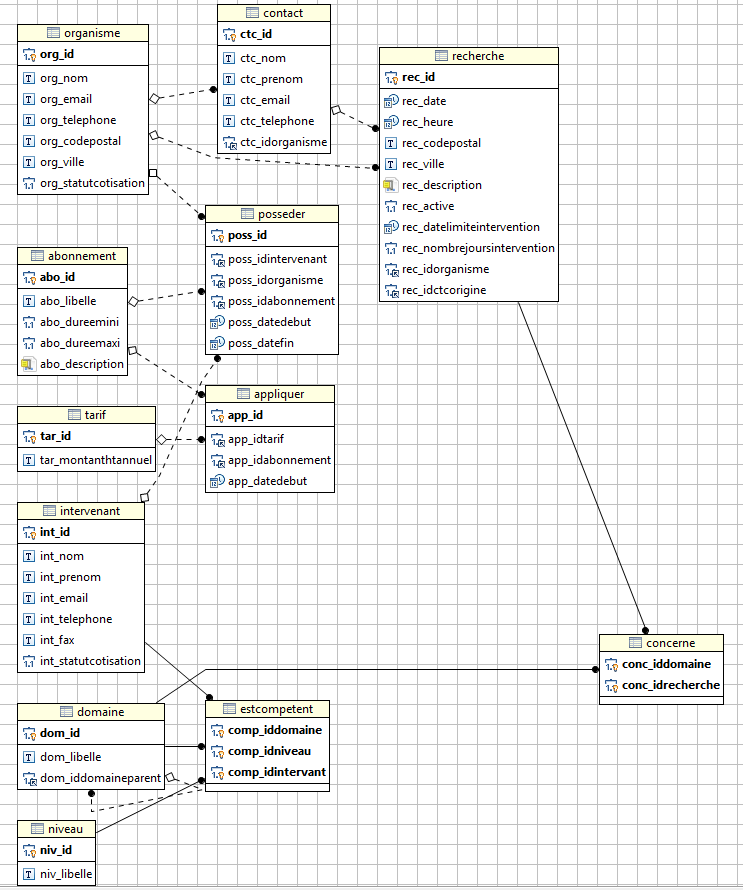 organisme
org_id
org_nom
org_email
org_telephone
org_codepostal
org_ville
org_statutcotisation
contact
ctc_id
ctc_nom
ctc_prenom
ctc_email
ctc_telephone
ctc_idorganisme
recherche
rec_id
rec_date
rec_heure
rec_codepostal
rec_ville
rec_description
rec_active
rec_datelimiteintervention
rec_nombrejoursintervention
rec_idorganisme
rec_idctcorigine
posseder
poss_id
poss_idintervenant
poss_idorganisme
poss_idabonnement
poss_datedebut
poss_datefin
abonnement
abo_id
abo_libelle
abo_dureemini
abo_dureemaxi
abo_description
appliquer
app_id
app_idtarif
app_idabonnement
app_datedebut
tarif
tar_id
tar_montanthtannuel
intervenant
int_id
int_nom
int_prenom
int_email
int_telephone
int_fax
int_statutcotisation
concerne
conc_iddomaine
conc_idrecherche
domaine
dom_id
dom_libelle
dom_iddomaineparent
estcompetent
comp_iddomaine
comp_idniveau
comp_idintervant
niveau
niv_id
niv_libelle